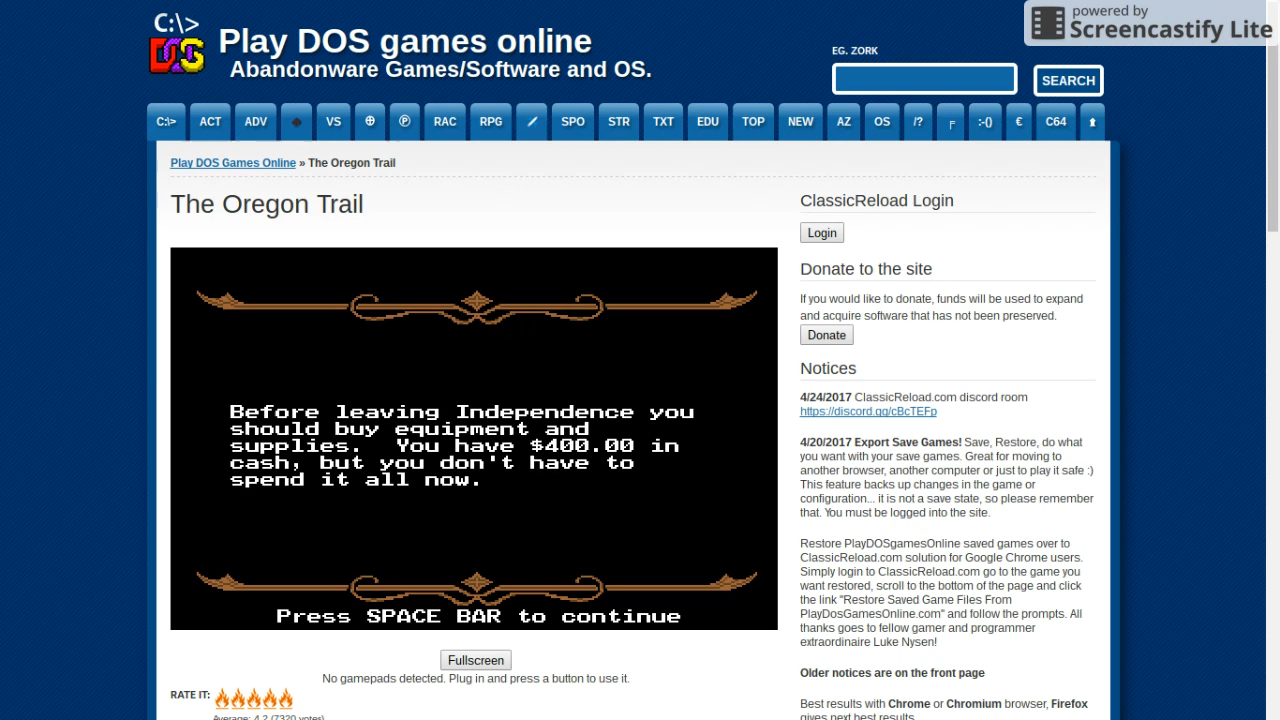 C:\>
DOS
Play DOS games online
Abandonware Games/Software and OS.
powered by
Screencastify Lite
EG. ZORK
SEARCH
C:\> ACT ADV ♠ VS ⊕ Ⓟ RAC RPG SPO STR TXT EDU TOP NEW AZ OS /? ╒ :-() € C64 ⬆
Play DOS Games Online » The Oregon Trail
The Oregon Trail
Before leaving Independence you
should buy equipment and
supplies. You have $400.00 in
cash, but you don't have to
spend it all now.
Press SPACE BAR to continue
Fullscreen
No gamepads detected. Plug in and press a button to use it.
RATE IT:
Average: 4.2 (7320 votes)
ClassicReload Login
Login
Donate to the site
If you would like to donate, funds will be used to expand
and acquire software that has not been preserved.
Donate
Notices
4/24/2017 ClassicReload.com discord room
https://discord.gg/cBcTEFp
4/20/2017 Export Save Games! Save, Restore, do what
you want with your save games. Great for moving to
another browser, another computer or just to play it safe :)
This feature backs up changes in the game or
configuration... it is not a save state, so please remember
that. You must be logged into the site.
Restore PlayDOSgamesOnline saved games over to
ClassicReload.com solution for Google Chrome users.
Simply login to ClassicReload.com go to the game you
want restored, scroll to the bottom of the page and click
the link "Restore Saved Game Files From
PlayDosGamesOnline.com" and follow the prompts. All
thanks goes to fellow gamer and programmer
extraordinaire Luke Nysen!
Older notices are on the front page
Best results with Chrome or Chromium browser, Firefox
gives next best results